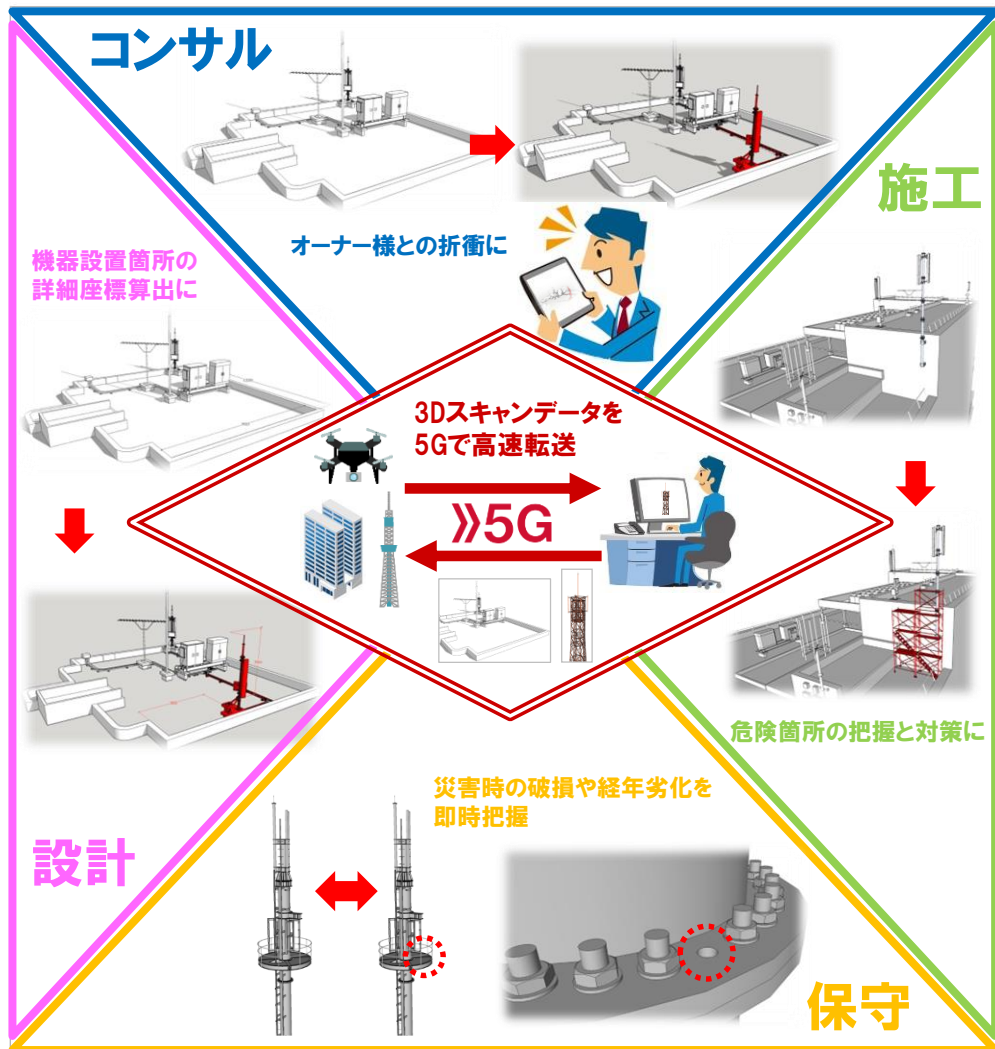 コンサル
オーナー様との折衝に
施工
機器設置箇所の
詳細座標算出に
3Dスキャンデータを
5Gで高速転送
》5G
危険箇所の把握と対策に
設計
災害時の破損や経年劣化を
即時把握
保守